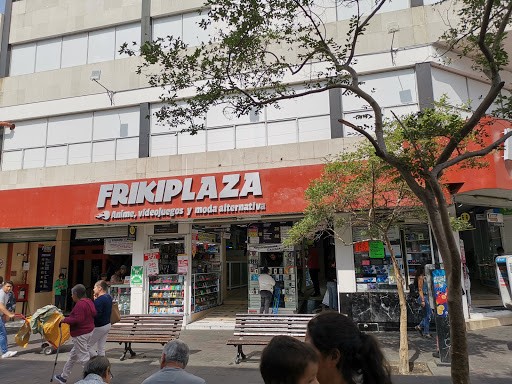 FRIKIPLAZA
Anime, videojuegos y moda alternativa